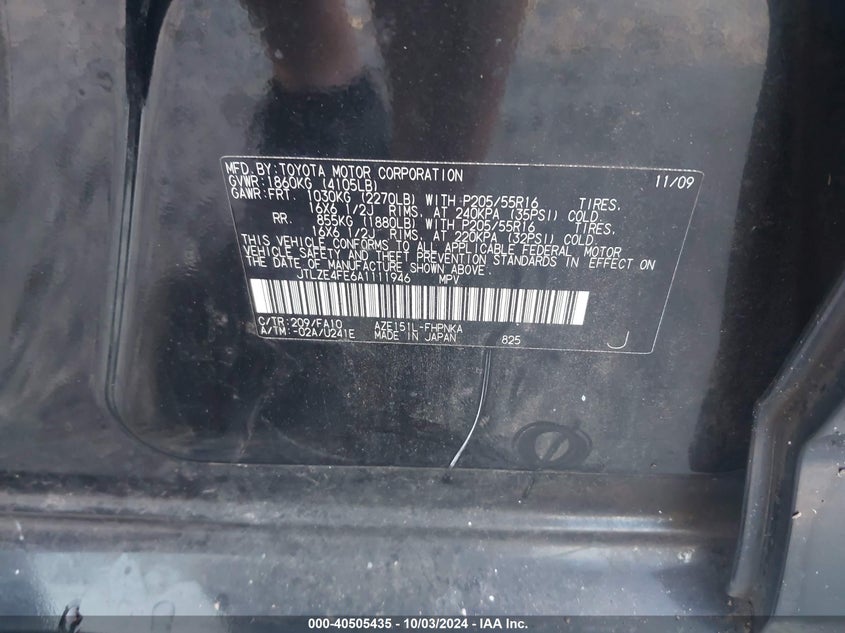 MFD.BY:TOYOTA MOTOR CORPORATION 11/09
GVWR:1860KG (4105LB)
GAWR:FRT. 1030KG (2270LB) WITH P205/55R16 TIRES.
16X6 1/2J RIMS. AT 240KPA (35PSI) COLD.
RR. 855KG (1880LB) WITH P205/55R16 TIRES.
16X6 1/2J RIMS. AT 220KPA (32PSI) COLD
THIS VEHICLE CONFORMS TO ALL APPLICABLE FEDERAL MOTOR
VEHICLE SAFETY AND THEFT PREVENTION STANDARDS IN EFFECT ON
THE DATE OF MANUFACTURE SHOWN ABOVE.
JTLZE4FE6A1111946 MPV
C/TR:209/FA10 AZE151L-FHPNKA
A/TM:-02A/U241E MADE IN JAPAN 825 J
000-40505435 - 10/03/2024 - IAA Inc.